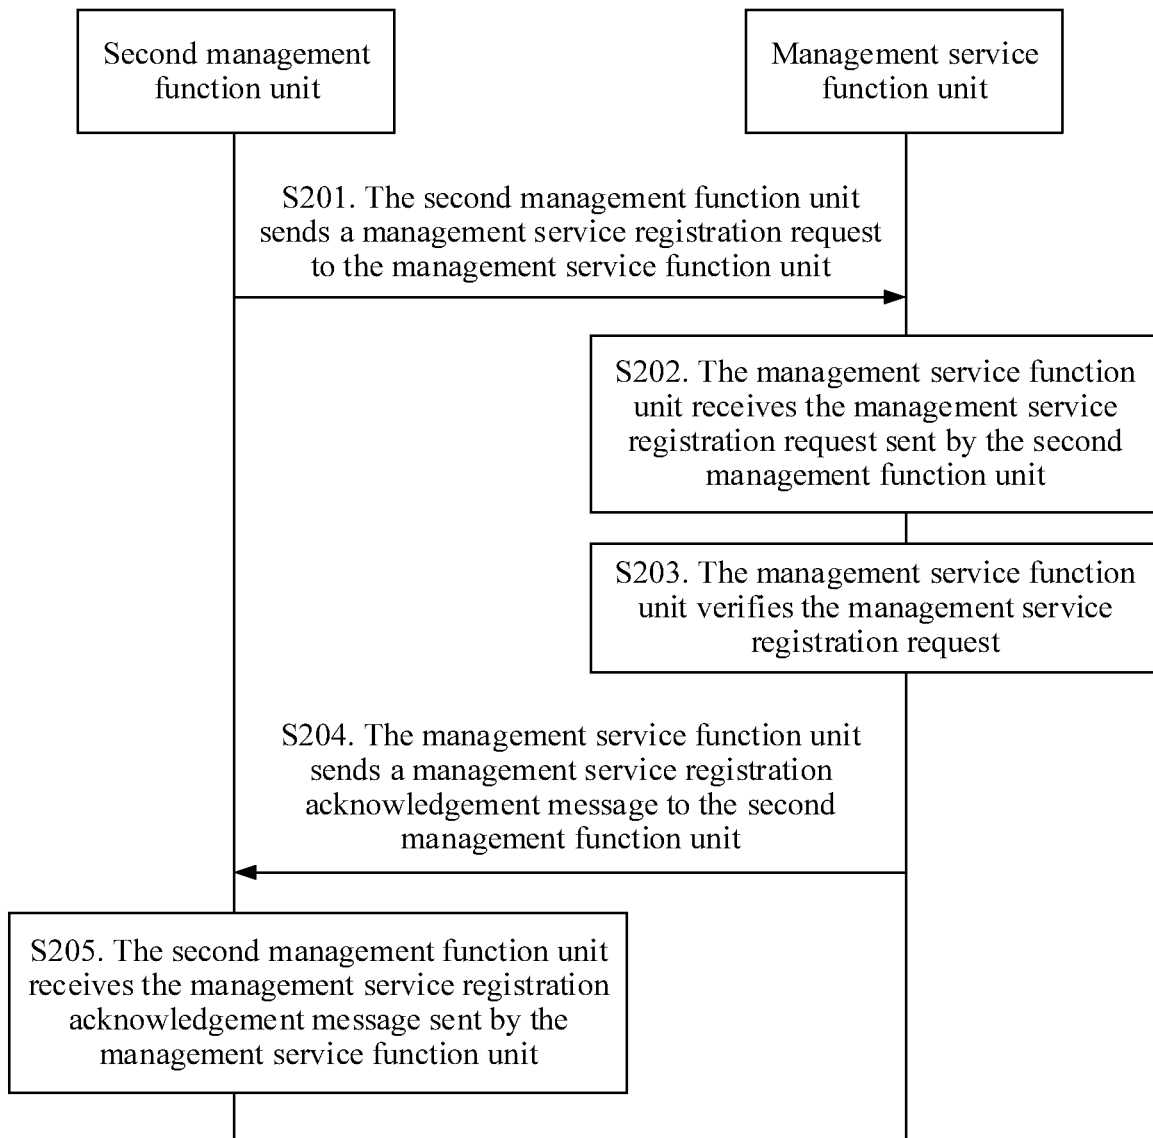 Second management
function unit
Management service
function unit
S201. The second management function unit
sends a management service registration request
to the management service function unit
S202. The management service function
unit receives the management service
registration request sent by the second
management function unit
S203. The management service function
unit verifies the management service
registration request
S204. The management service function unit
sends a management service registration
acknowledgement message to the second
management function unit
S205. The second management function unit
receives the management service registration
acknowledgement message sent by the
management service function unit